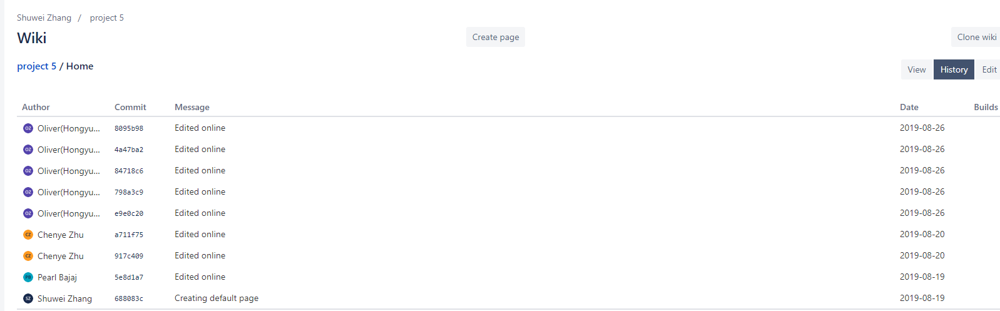 Shuwei Zhang / project 5
Wiki Create page Clone wiki
project 5 / Home
View History Edit
Author Commit Message Date Builds
OZ Oliver(Hongyu... 8095b98 Edited online 2019-08-26
OZ Oliver(Hongyu... 4a47ba2 Edited online 2019-08-26
OZ Oliver(Hongyu... 84718c6 Edited online 2019-08-26
OZ Oliver(Hongyu... 798a3c9 Edited online 2019-08-26
OZ Oliver(Hongyu... e9e0c20 Edited online 2019-08-26
CZ Chenye Zhu a711f75 Edited online 2019-08-20
CZ Chenye Zhu 917c409 Edited online 2019-08-20
PB Pearl Bajaj 5e8d1a7 Edited online 2019-08-19
SZ Shuwei Zhang 688083c Creating default page 2019-08-19